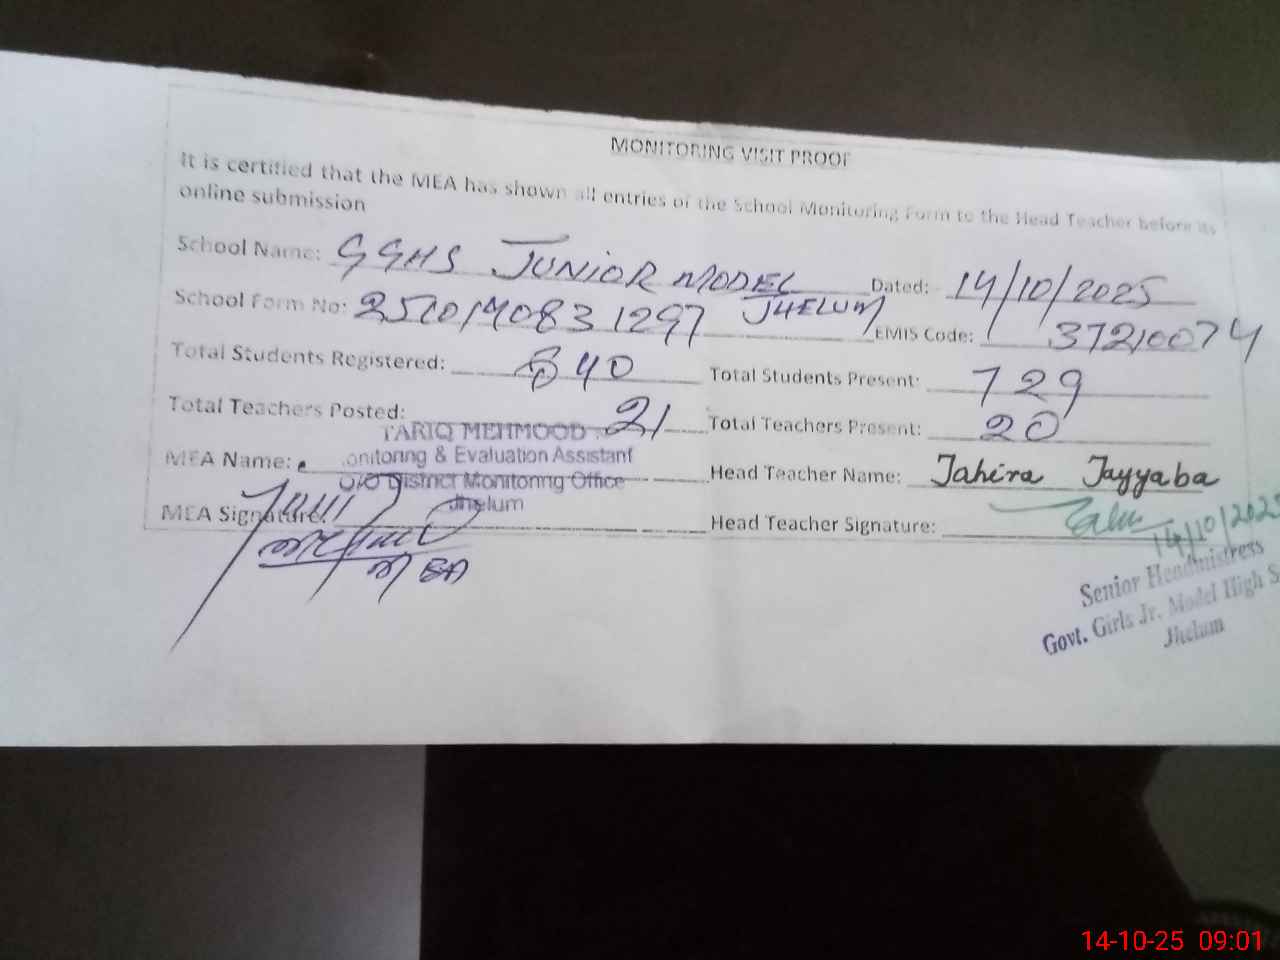 MONITORING VISIT PROOF
It is certified that the MEA has shown all entries of the School Monitoring Form to the Head Teacher before its
online submission
School Name: GGHS JUNIOR MODEL JHELUM Dated: 14/10/2025
School Form No: 2510140831297 EMIS Code: 37210074
Total Students Registered: 840 Total Students Present: 729
Total Teachers Posted: 21 Total Teachers Present: 20
TARIQ MEHMOOD
MEA Name: onitoring & Evaluation Assistant Head Teacher Name: Tahira Tayyaba
O/O District Monitoring Office
Jhelum
MEA Signature: Head Teacher Signature:
14/10/2025
MEA
Senior Headmistress
Govt. Girls Jr. Model High S
Jhelum
14-10-25 09:01